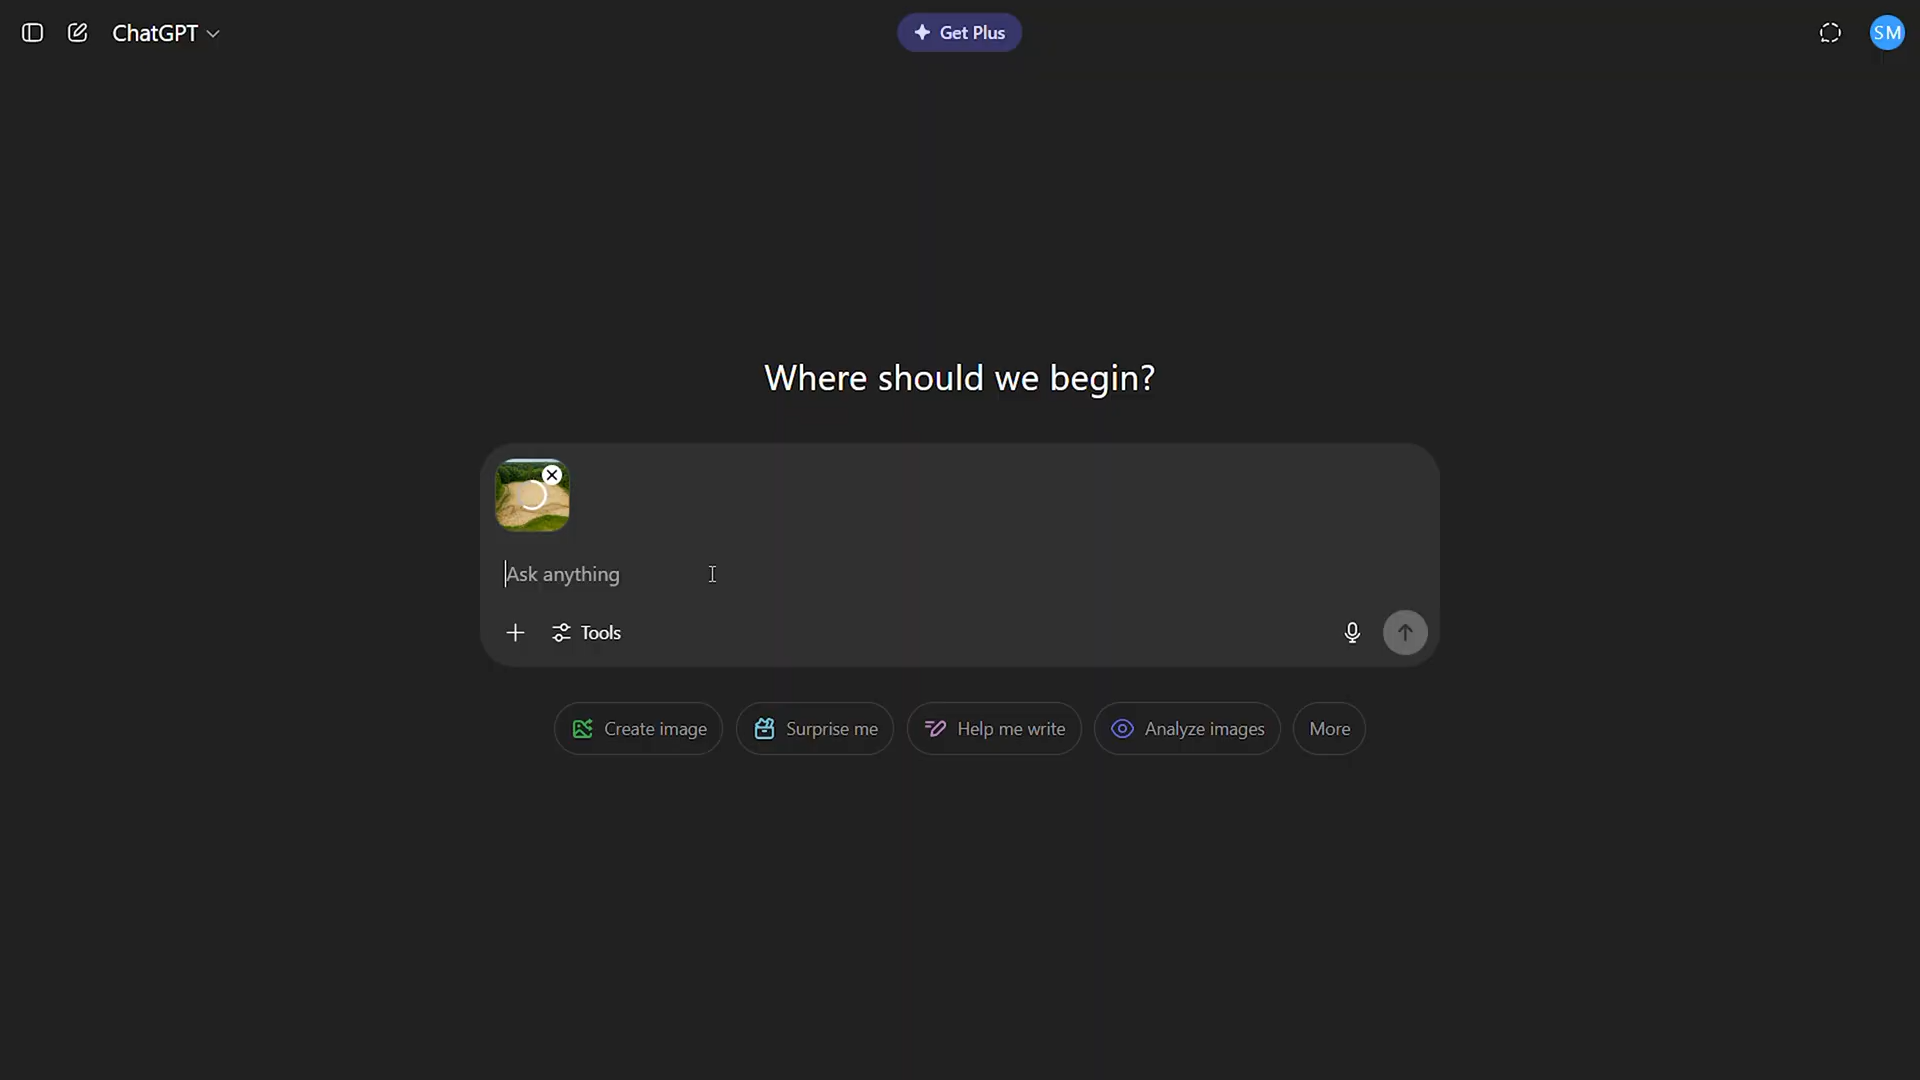 ChatGPT
Get Plus
SM
Where should we begin?
Ask anything
Tools
Create image
Surprise me
Help me write
Analyze images
More